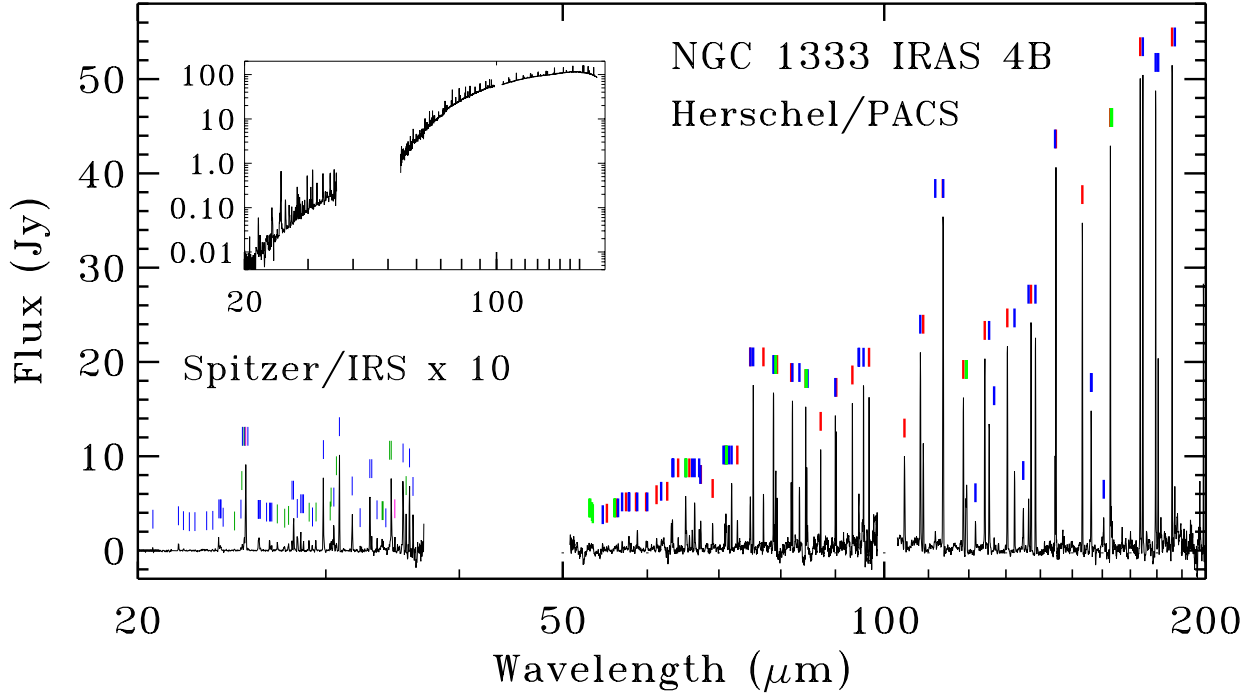 NGC 1333 IRAS 4B
Herschel/PACS
50
40
30
20
10
0
Flux (Jy)
100
10
1.0
0.10
0.01
20 100
Spitzer/IRS x 10
20 50 100 200
Wavelength (μm)